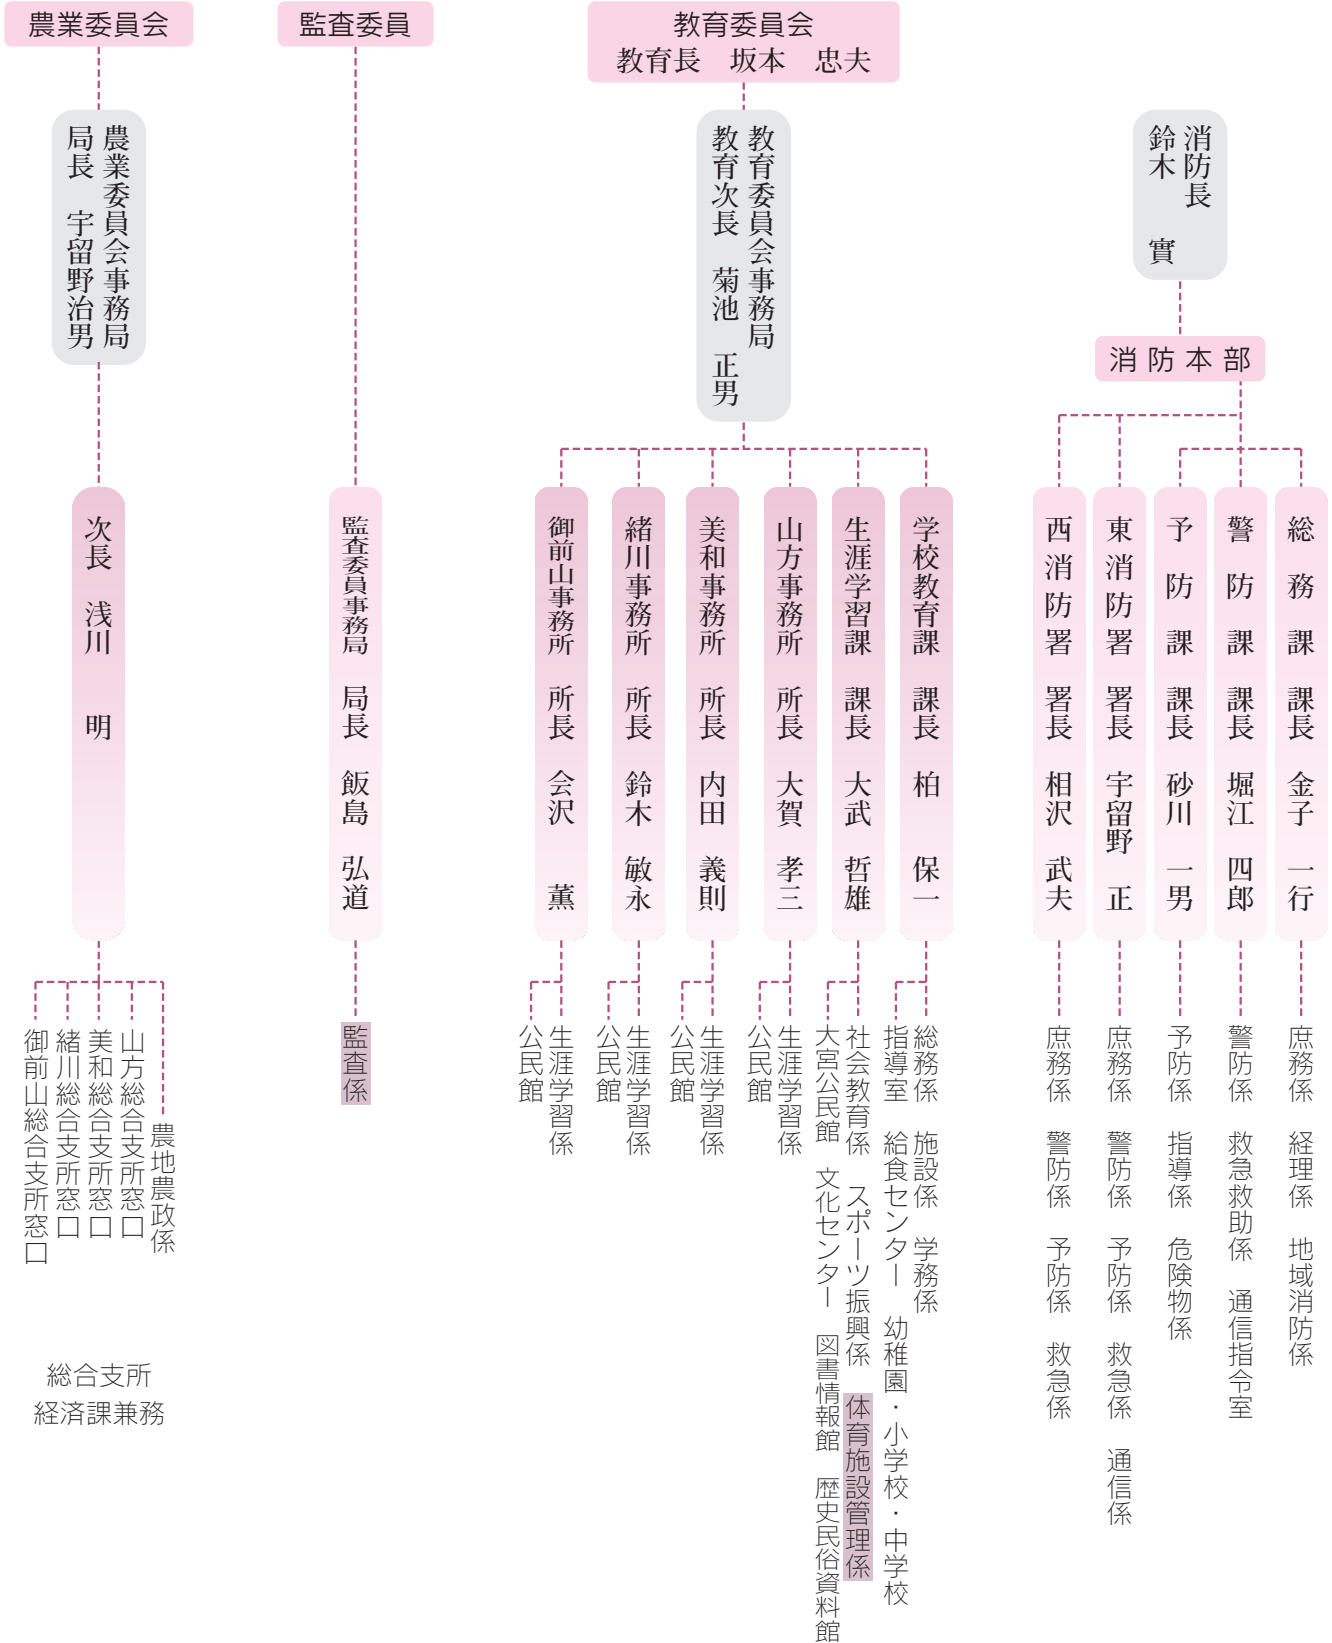 農業委員会
監査委員
教育委員会
教育長　坂本　忠夫
消防長
鈴木　　實
消防本部
総務課　課長　金子　一行
庶務係　経理係　地域消防係
警防課　課長　堀江　四郎
警防係　救急救助係　通信指令室
予防課　課長　砂川　一男
予防係　指導係　危険物係
東消防署　署長　宇留野　正
庶務係　警防係　予防係　救急係　通信係
西消防署　署長　相沢　武夫
庶務係　警防係　予防係　救急係
教育委員会事務局
教育次長　菊池　正男
学校教育課　課長　柏　　保一
総務係　施設係　学務係
指導室　給食センター　幼稚園・小学校・中学校
生涯学習課　課長　大武　哲雄
社会教育係　スポーツ振興係　体育施設管理係
大宮公民館　文化センター　図書情報館　歴史民俗資料館
山方事務所　所長　大賀　孝三
生涯学習係
公民館
美和事務所　所長　内田　義則
生涯学習係
公民館
緒川事務所　所長　鈴木　敏永
生涯学習係
公民館
御前山事務所　所長　会沢　　薫
生涯学習係
公民館
監査委員事務局　局長　飯島　弘道
監査係
農業委員会事務局
局長　宇留野治男
次長　浅川　　明
農地農政係
山方総合支所窓口
美和総合支所窓口
緒川総合支所窓口
御前山総合支所窓口
総合支所
経済課兼務